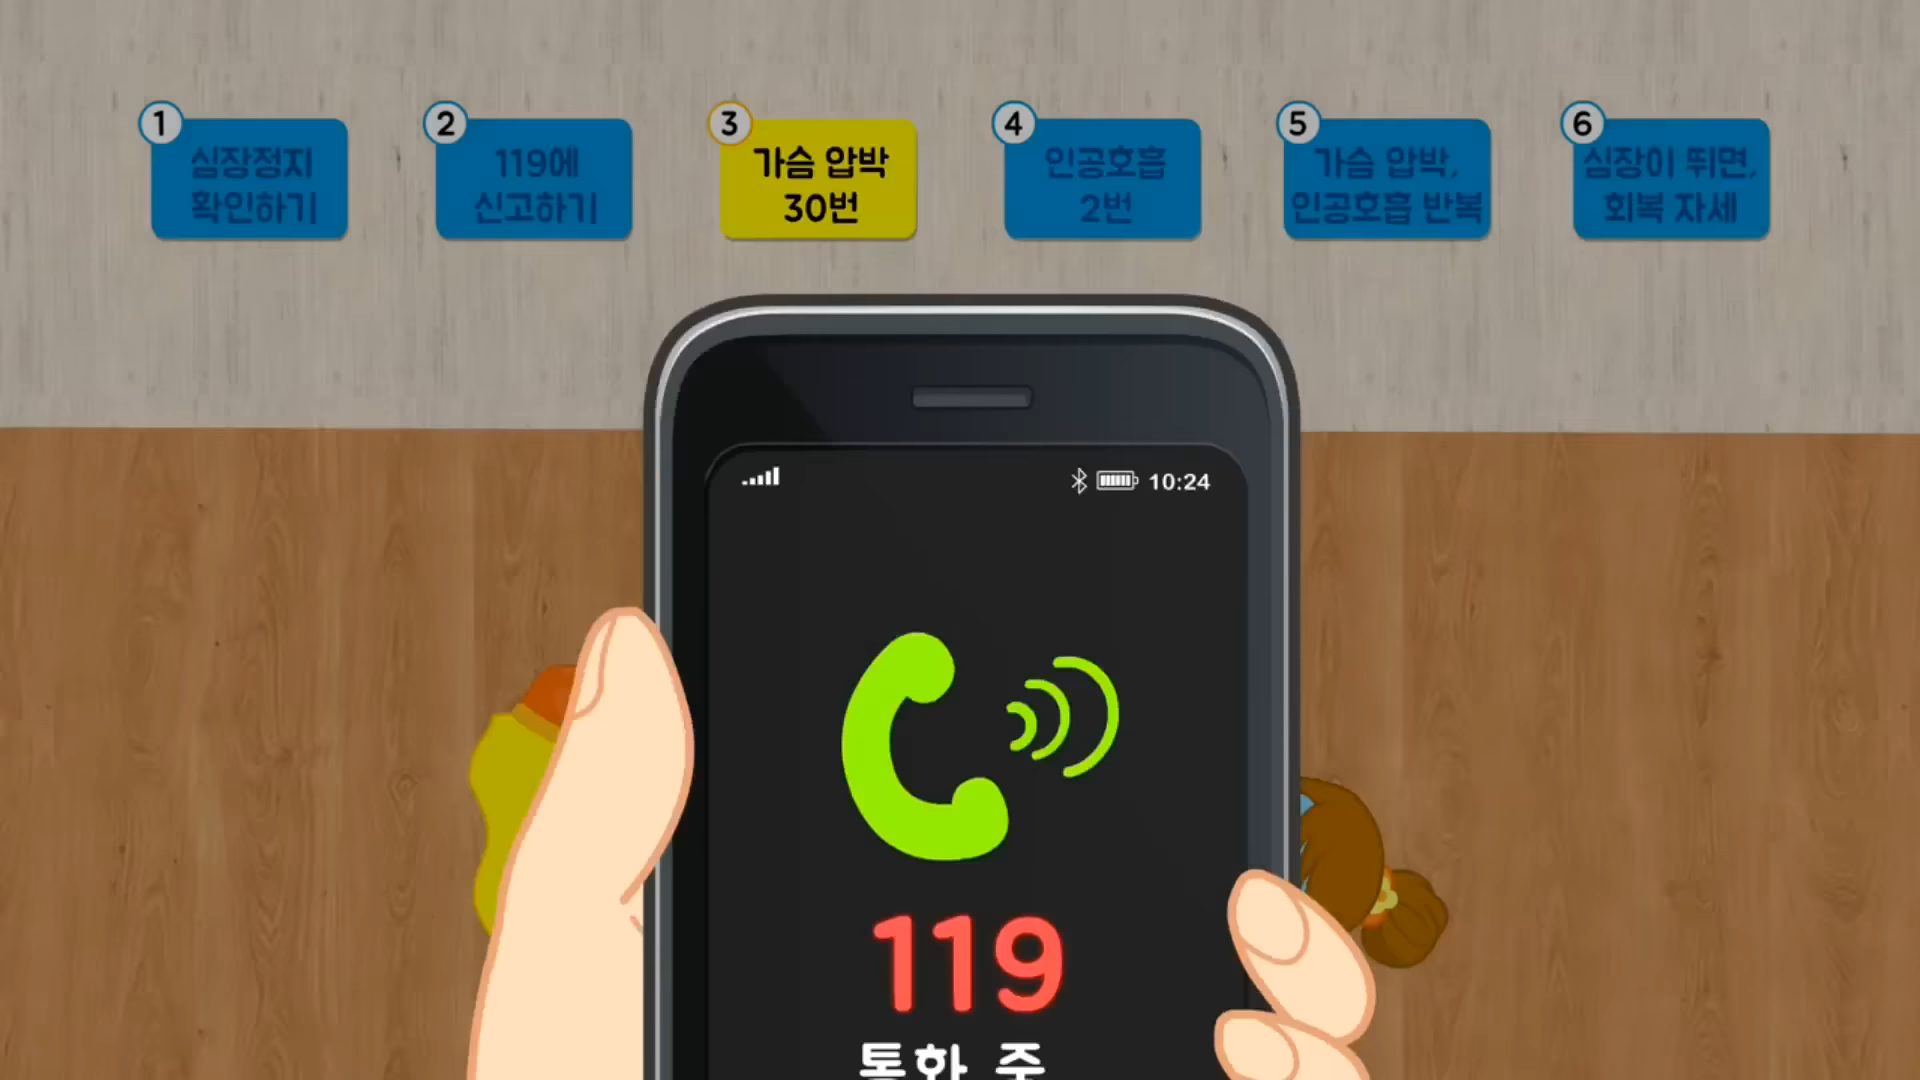 1
심장정지
확인하기
2
119에
신고하기
3
가슴 압박
30번
4
인공호흡
2번
5
가슴 압박,
인공호흡 반복
6
심장이 뛰면,
회복 자세
10:24
119
통화 중